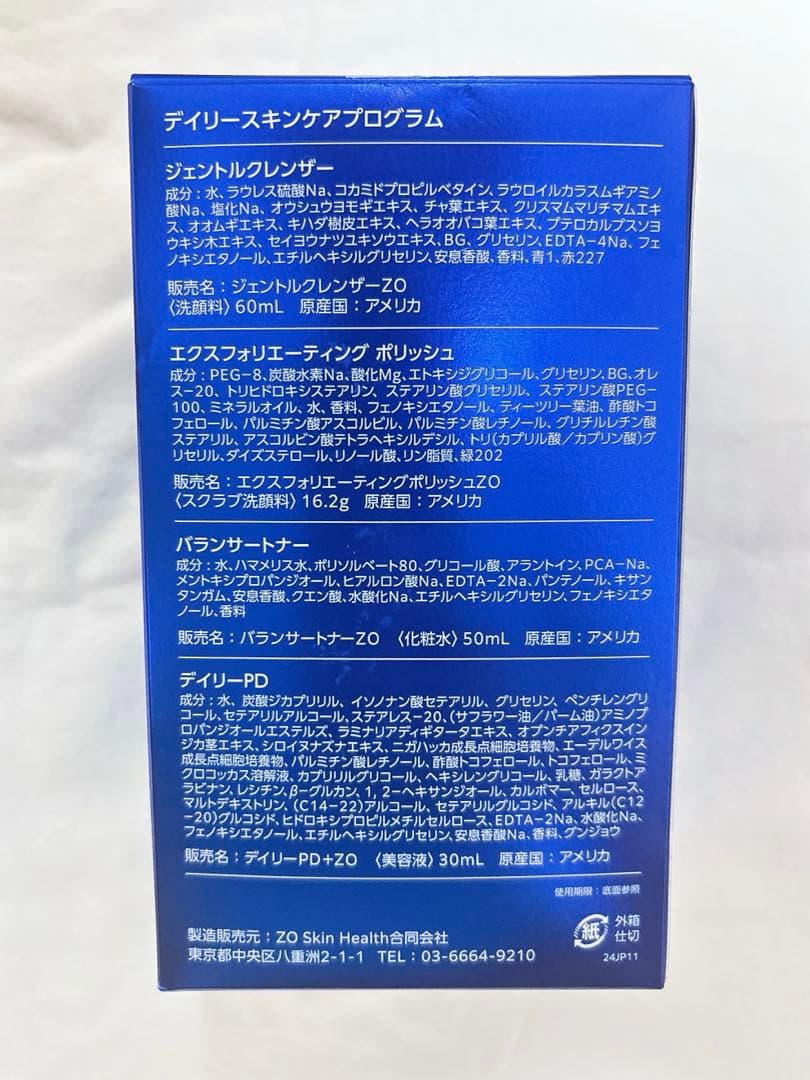 デイリースキンケアプログラム
ジェントルクレンザー
成分：水、ラウレス硫酸Na、コカミドプロピルベタイン、ラウロイルカラスムギアミノ
酸Na、塩化Na、オウシュウヨモギエキス、チャ葉エキス、クリスマムマリチマムエキ
ス、オオムギエキス、キハダ樹皮エキス、ヘラオオバコ葉エキス、プテロカルプスソヨ
ウキシ木エキス、セイヨウナツユキソウエキス、BG、グリセリン、EDTA-4Na、フェ
ノキシエタノール、エチルヘキシルグリセリン、安息香酸、香料、青1、赤227
販売名：ジェントルクレンザーZO
〈洗顔料〉60mL 原産国：アメリカ
エクスフォリエーティング ポリッシュ
成分：PEG-8、炭酸水素Na、酸化Mg、エトキシジグリコール、グリセリン、BG、オレ
ス-20、トリヒドロキシステアリン、ステアリン酸グリセリル、ステアリン酸PEG-
100、ミネラルオイル、水、香料、フェノキシエタノール、ティーツリー葉油、酢酸トコ
フェロール、パルミチン酸アスコルビル、パルミチン酸レチノール、グリチルレチン酸
ステアリル、アスコルビン酸テトラヘキシルデシル、トリ(カプリル酸／カプリン酸)グ
リセリル、ダイズステロール、リノール酸、リン脂質、緑202
販売名：エクスフォリエーティングポリッシュZO
〈スクラブ洗顔料〉16.2g 原産国：アメリカ
バランサートナー
成分：水、ハマメリス水、ポリソルベート80、グリコール酸、アラントイン、PCA-Na、
メントキシプロパンジオール、ヒアルロン酸Na、EDTA-2Na、パンテノール、キサン
タンガム、安息香酸、クエン酸、水酸化Na、エチルヘキシルグリセリン、フェノキシエタ
ノール、香料
販売名：バランサートナーZO 〈化粧水〉50mL 原産国：アメリカ
デイリーPD
成分：水、炭酸ジカプリリル、イソノナン酸セテアリル、グリセリン、ペンチレングリ
コール、セテアリルアルコール、ステアレス-20、(サフラワー油／パーム油)アミノプ
ロパンジオールエステルズ、ラミナリアディギタータエキス、オプンチアフィクスイン
ジカ茎エキス、シロイヌナズナエキス、ニガハッカ成長点細胞培養物、エーデルワイス
成長点細胞培養物、パルミチン酸レチノール、酢酸トコフェロール、トコフェロール、ミ
クロコッカス溶解液、カプリリルグリコール、ヘキシレングリコール、乳糖、ガラクトア
ラビナン、レシチン、β-グルカン、1，2-ヘキサンジオール、カルボマー、セルロース、
マルトデキストリン、(C14-22)アルコール、セテアリルグルコシド、アルキル(C12
-20)グルコシド、ヒドロキシプロピルメチルセルロース、EDTA-2Na、水酸化Na、
フェノキシエタノール、エチルヘキシルグリセリン、安息香酸Na、香料、グンジョウ
販売名：デイリーPD+ZO 〈美容液〉30mL 原産国：アメリカ
使用期限：底面参照
製造販売元：ZO Skin Health合同会社
東京都中央区八重洲2-1-1 TEL：03-6664-9210
紙
外箱
仕切
24JP11